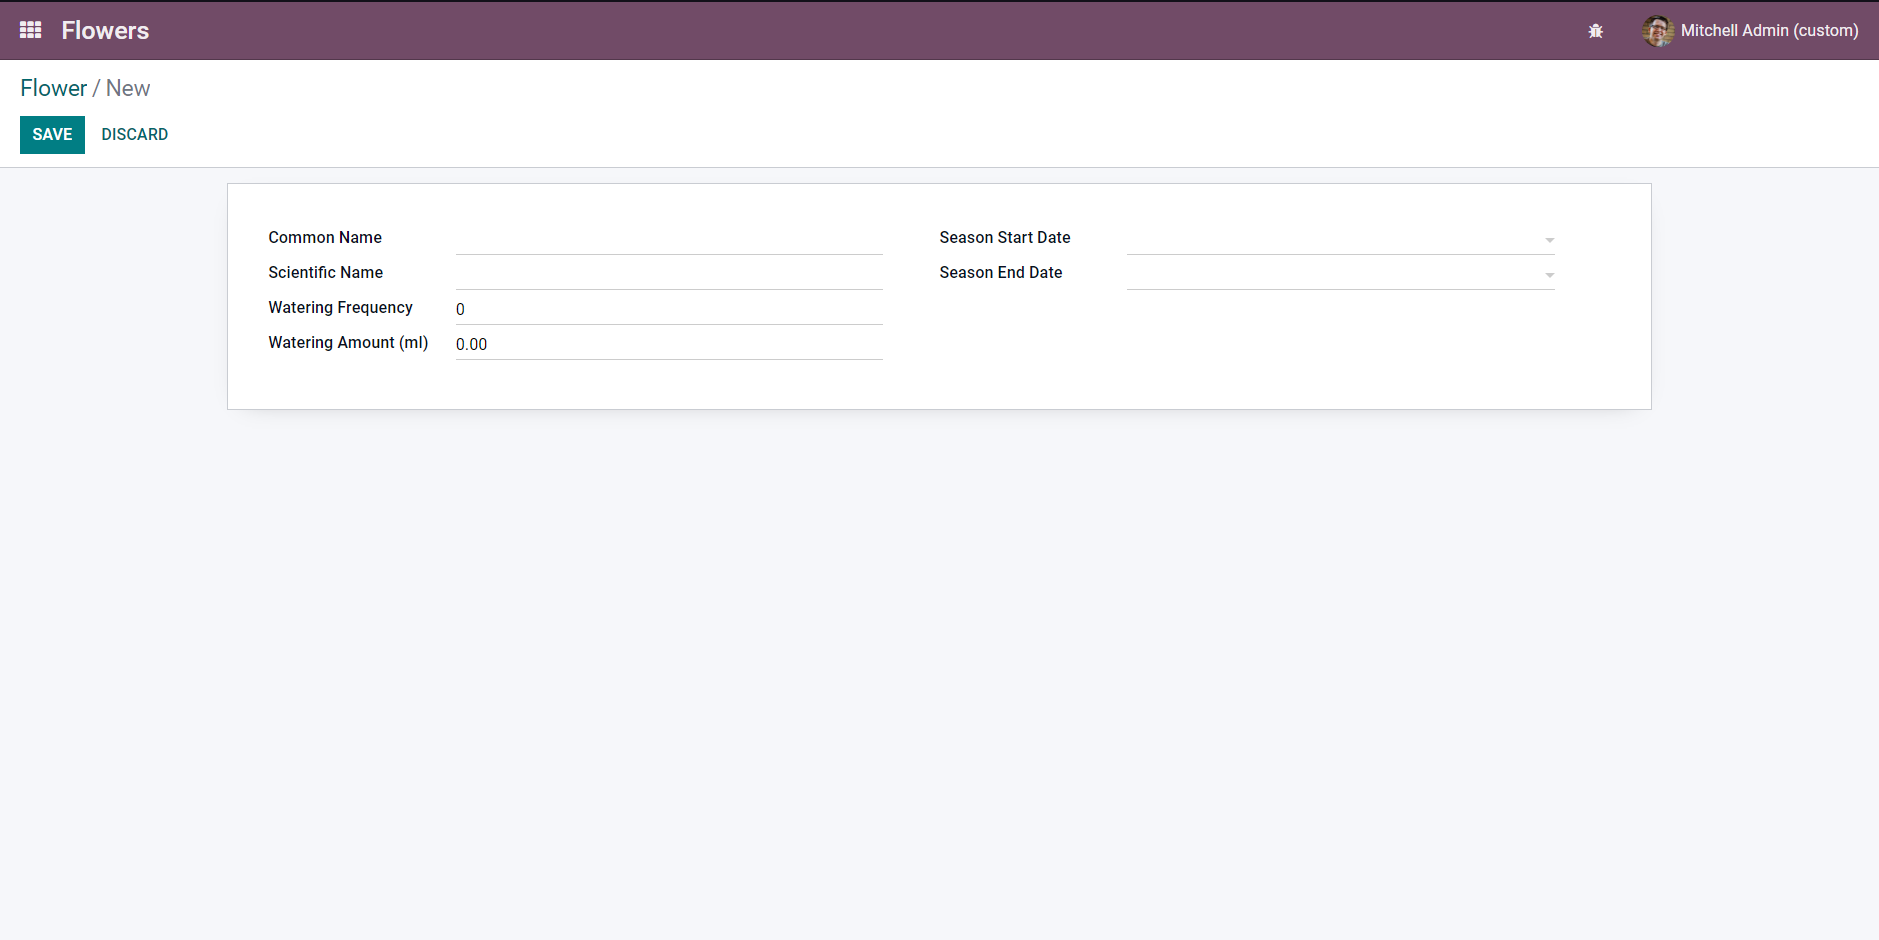 Flowers
Mitchell Admin (custom)
Flower / New
SAVE DISCARD
Common Name
Scientific Name
Watering Frequency 0
Watering Amount (ml) 0.00
Season Start Date
Season End Date